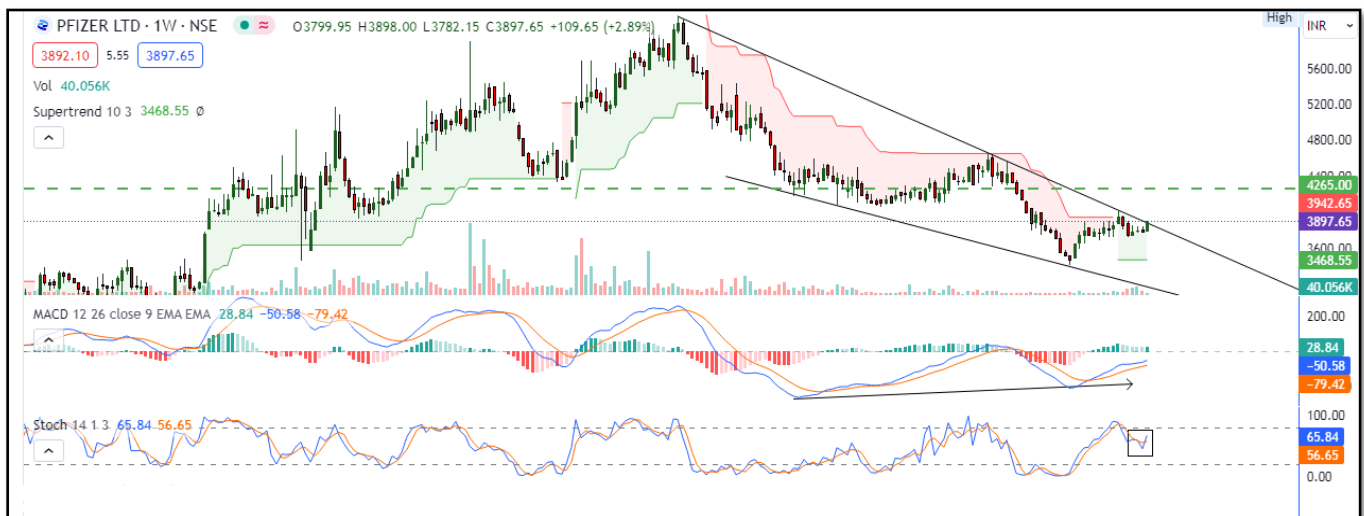 PFIZER LTD · 1W · NSE O3799.95 H3898.00 L3782.15 C3897.65 +109.65 (+2.89%) High INR
3892.10 5.55 3897.65
Vol 40.056K
Supertrend 10 3 3468.55 Ø
5600.00
5200.00
4800.00
4265.00
3942.65
3897.65
3600.00
3468.55
40.056K
MACD 12 26 close 9 EMA EMA 28.84 −50.58 −79.42
200.00
28.84
−50.58
−79.42
Stoch 14 1 3 65.84 56.65
100.00
65.84
56.65
0.00